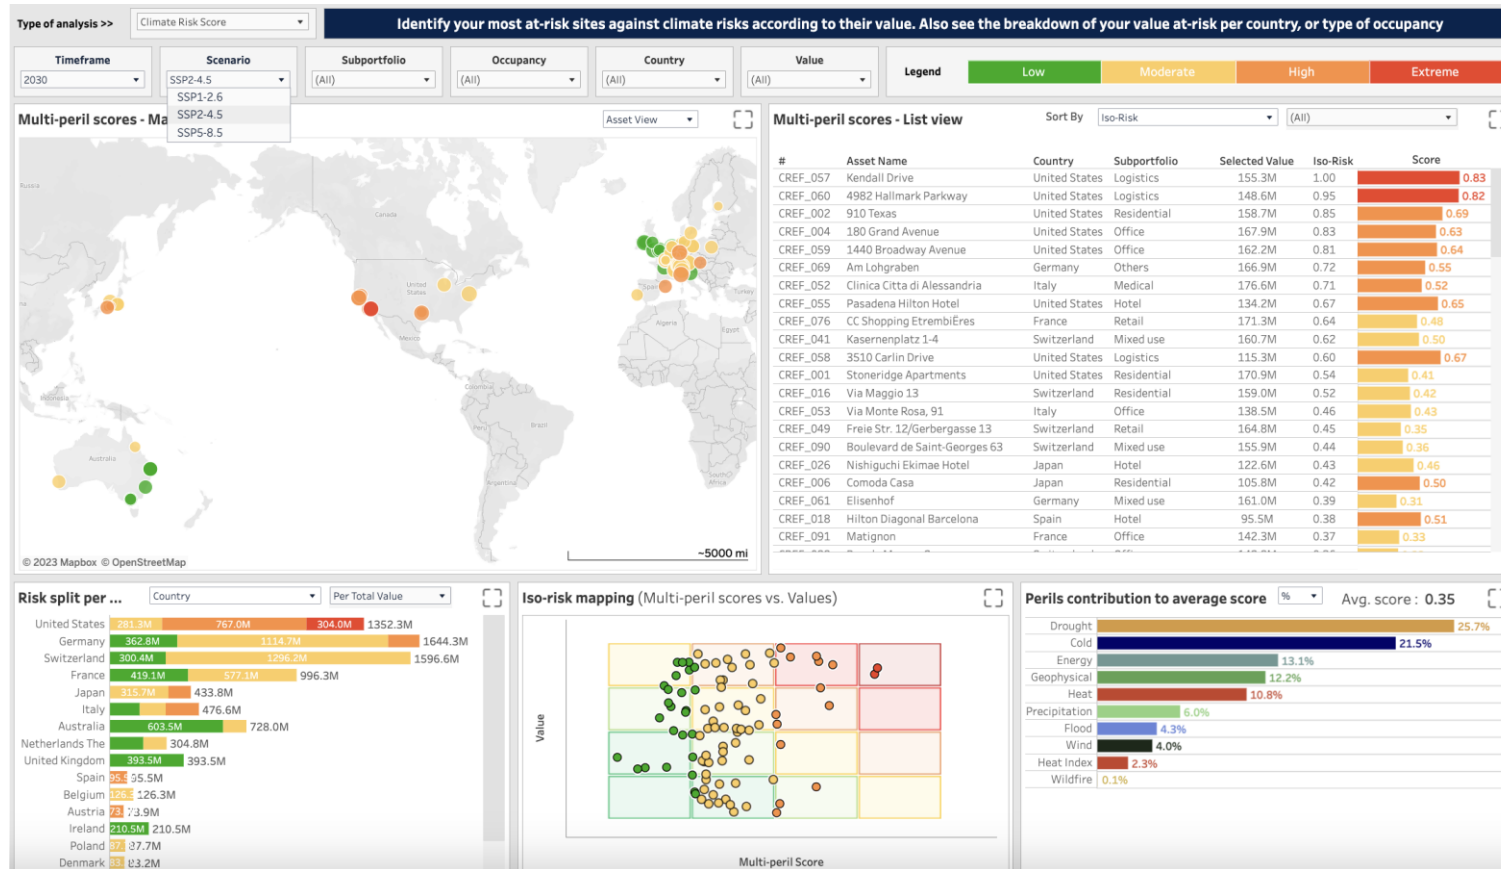 Type of analysis >> Climate Risk Score Identify your most at-risk sites against climate risks according to their value. Also see the breakdown of your value at-risk per country, or type of occupancy
Timeframe Scenario Subportfolio Occupancy Country Value
2030 SSP2-4.5 (All) (All) (All) (All)
Legend Low Moderate High Extreme
SSP1-2.6
SSP2-4.5
SSP5-8.5
Multi-peril scores - Ma
Asset View
Russia
Canada
United States
Mexico
Colombia
Peru
Brazil
Argentina
Spain
Turkey
Algeria
Egypt
South Africa
Indonesia
Australia
© 2023 Mapbox © OpenStreetMap
~5000 mi
Multi-peril scores - List view Sort By Iso-Risk (All)
# Asset Name Country Subportfolio Selected Value Iso-Risk Score
CREF_057 Kendall Drive United States Logistics 155.3M 1.00 0.83
CREF_060 4982 Hallmark Parkway United States Logistics 148.6M 0.95 0.82
CREF_002 910 Texas United States Residential 158.7M 0.85 0.69
CREF_004 180 Grand Avenue United States Office 167.9M 0.83 0.63
CREF_059 1440 Broadway Avenue United States Office 162.2M 0.81 0.64
CREF_069 Am Lohgraben Germany Others 166.9M 0.72 0.55
CREF_052 Clinica Citta di Alessandria Italy Medical 176.6M 0.71 0.52
CREF_055 Pasadena Hilton Hotel United States Hotel 134.2M 0.67 0.65
CREF_076 CC Shopping EtrembiËres France Retail 171.3M 0.64 0.48
CREF_041 Kasernenplatz 1-4 Switzerland Mixed use 160.7M 0.62 0.50
CREF_058 3510 Carlin Drive United States Logistics 115.3M 0.60 0.67
CREF_001 Stoneridge Apartments United States Residential 170.9M 0.54 0.41
CREF_016 Via Maggio 13 Switzerland Residential 159.0M 0.52 0.42
CREF_053 Via Monte Rosa, 91 Italy Office 138.5M 0.46 0.43
CREF_049 Freie Str. 12/Gerbergasse 13 Switzerland Retail 164.8M 0.45 0.35
CREF_090 Boulevard de Saint-Georges 63 Switzerland Mixed use 155.9M 0.44 0.36
CREF_026 Nishiguchi Ekimae Hotel Japan Hotel 122.6M 0.43 0.46
CREF_006 Comoda Casa Japan Residential 105.8M 0.42 0.50
CREF_061 Elisenhof Germany Mixed use 161.0M 0.39 0.31
CREF_018 Hilton Diagonal Barcelona Spain Hotel 95.5M 0.38 0.51
CREF_091 Matignon France Office 142.3M 0.37 0.33
Risk split per ... Country Per Total Value
United States 281.3M 767.0M 304.0M 1352.3M
Germany 362.8M 1114.7M 1644.3M
Switzerland 300.4M 1296.2M 1596.6M
France 419.1M 577.1M 996.3M
Japan 315.7M 433.8M
Italy 476.6M
Australia 603.5M 728.0M
Netherlands The 304.8M
United Kingdom 393.5M 393.5M
Spain 95.5M
Belgium 126.3M
Austria 73.9M
Ireland 210.5M 210.5M
Poland 87.7M
Denmark 83.2M
Iso-risk mapping (Multi-peril scores vs. Values)
Value
Multi-peril Score
Perils contribution to average score % Avg. score : 0.35
Drought 25.7%
Cold 21.5%
Energy 13.1%
Geophysical 12.2%
Heat 10.8%
Precipitation 6.0%
Flood 4.3%
Wind 4.0%
Heat Index 2.3%
Wildfire 0.1%